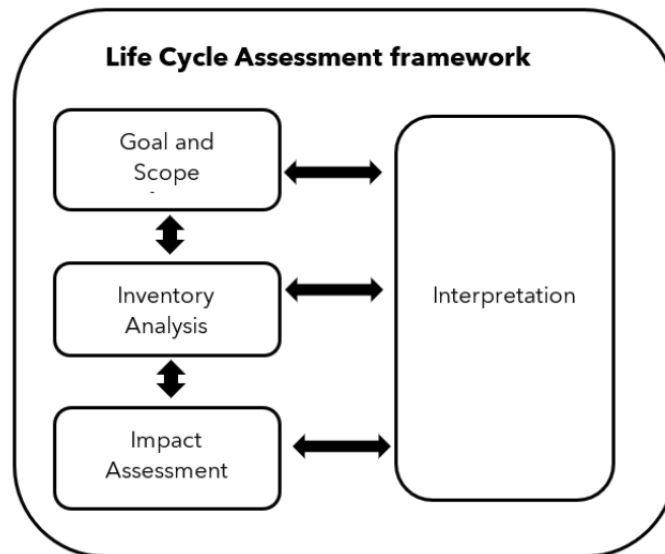 Life Cycle Assessment framework
Goal and
Scope
Inventory
Analysis
Interpretation
Impact
Assessment